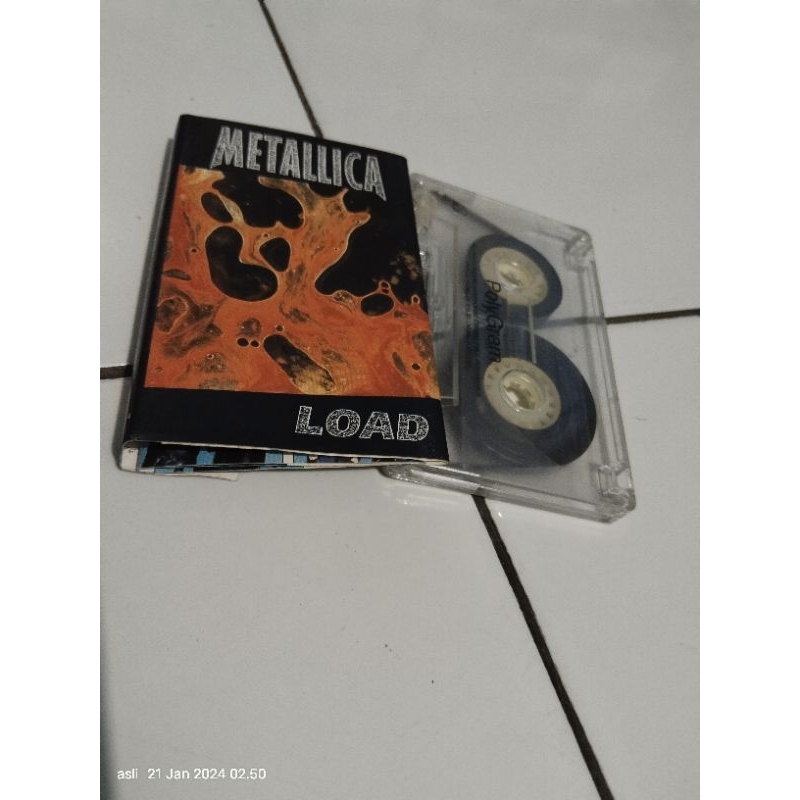 METALLICA
PolyGram
LOAD
asli 21 Jan 2024 02.50